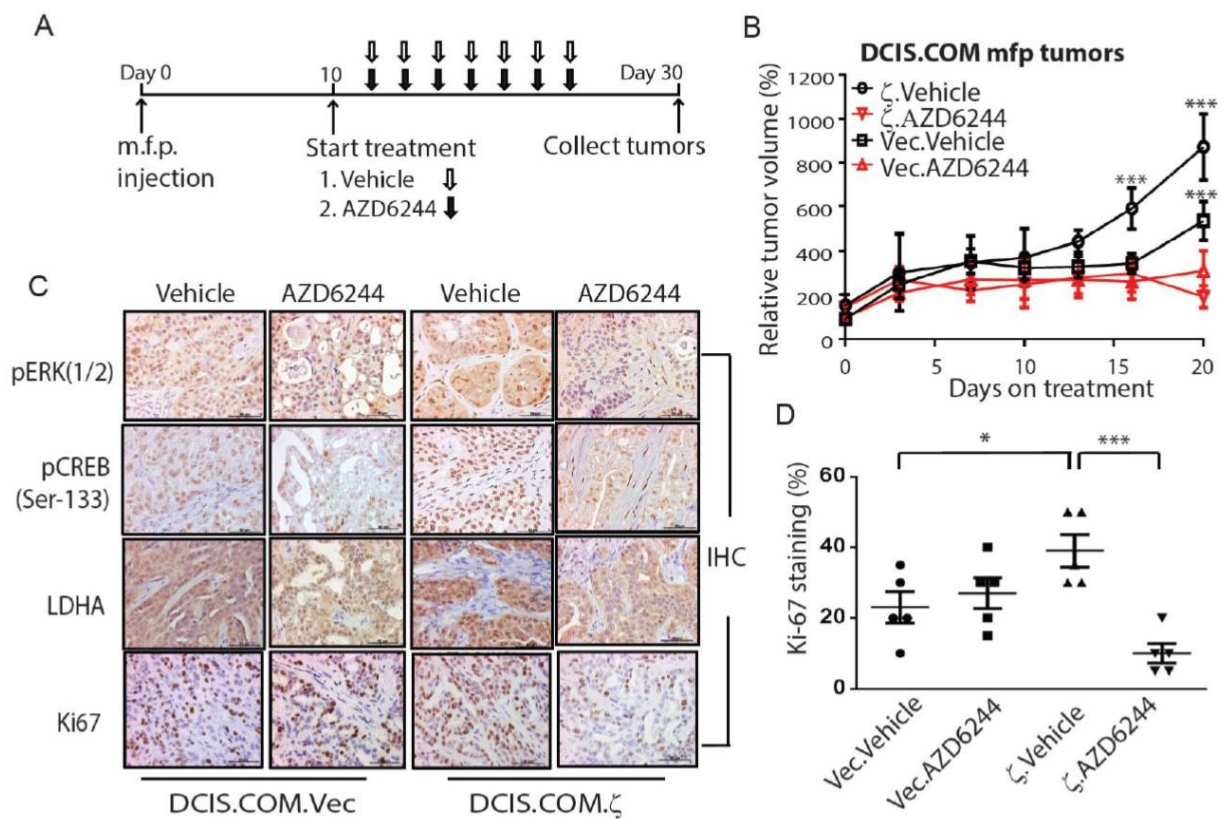 A
Day 0
10
Day 30
m.f.p.
injection
Start treatment
1. Vehicle
2. AZD6244
Collect tumors
B
DCIS.COM mfp tumors
Relative tumor volume (%)
1200
1000
800
600
400
200
0
ζ.Vehicle
ζ.AZD6244
Vec.Vehicle
Vec.AZD6244
***
***
***
0
5
10
15
20
Days on treatment
C
Vehicle
AZD6244
Vehicle
AZD6244
pERK(1/2)
pCREB
(Ser-133)
LDHA
Ki67
IHC
DCIS.COM.Vec
DCIS.COM.ζ
D
Ki-67 staining (%)
60
40
20
0
*
***
Vec.Vehicle
Vec.AZD6244
ζ.Vehicle
ζ.AZD6244